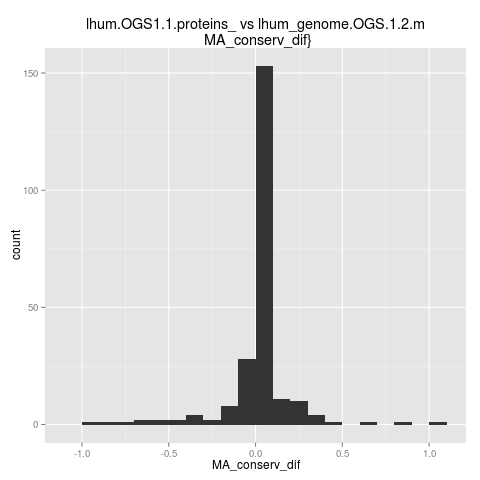 lhum.OGS1.1.proteins_ vs lhum_genome.OGS.1.2.m
MA_conserv_dif}
150
100
50
0
count
-1.0 -0.5 0.0 0.5 1.0
MA_conserv_dif